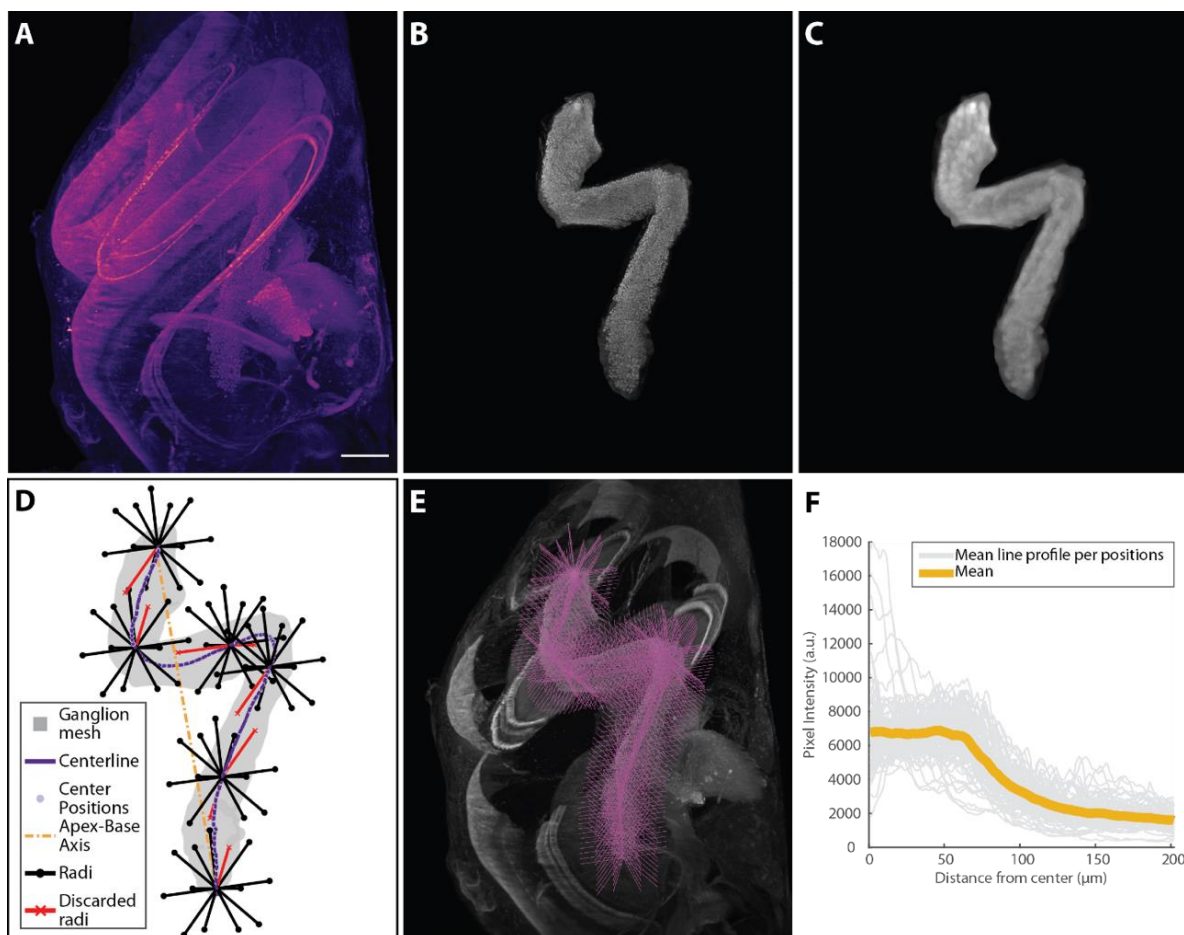 A
B
C
D
Ganglion
mesh
Centerline
Center
Positions
Apex-Base
Axis
Radi
Discarded
radi
E
F
18000
16000
14000
12000
10000
8000
6000
4000
2000
0
Pixel Intensity (a.u.)
Mean line profile per positions
Mean
0
50
100
150
200
Distance from center (µm)